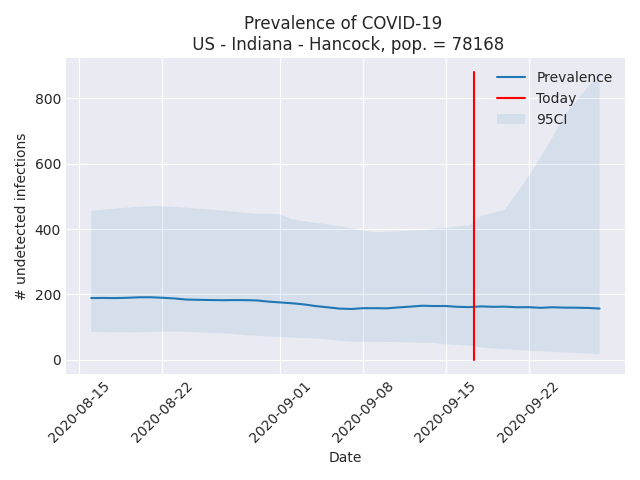 Prevalence of COVID-19
US - Indiana - Hancock, pop. = 78168
Prevalence
Today
95CI
# undetected infections
800
600
400
200
0
2020-08-15
2020-08-22
2020-09-01
2020-09-08
2020-09-15
2020-09-22
Date